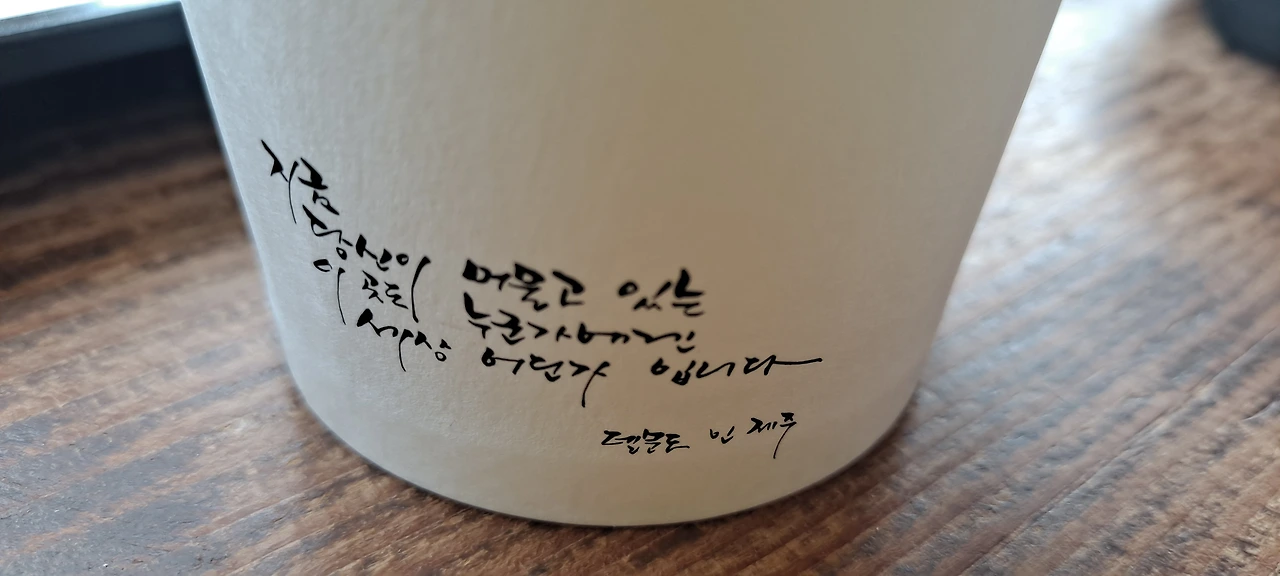 지금
당신이 머물고 있는
이 곳도 누군가에겐
세상 어딘가 입니다
델문도 인 제주